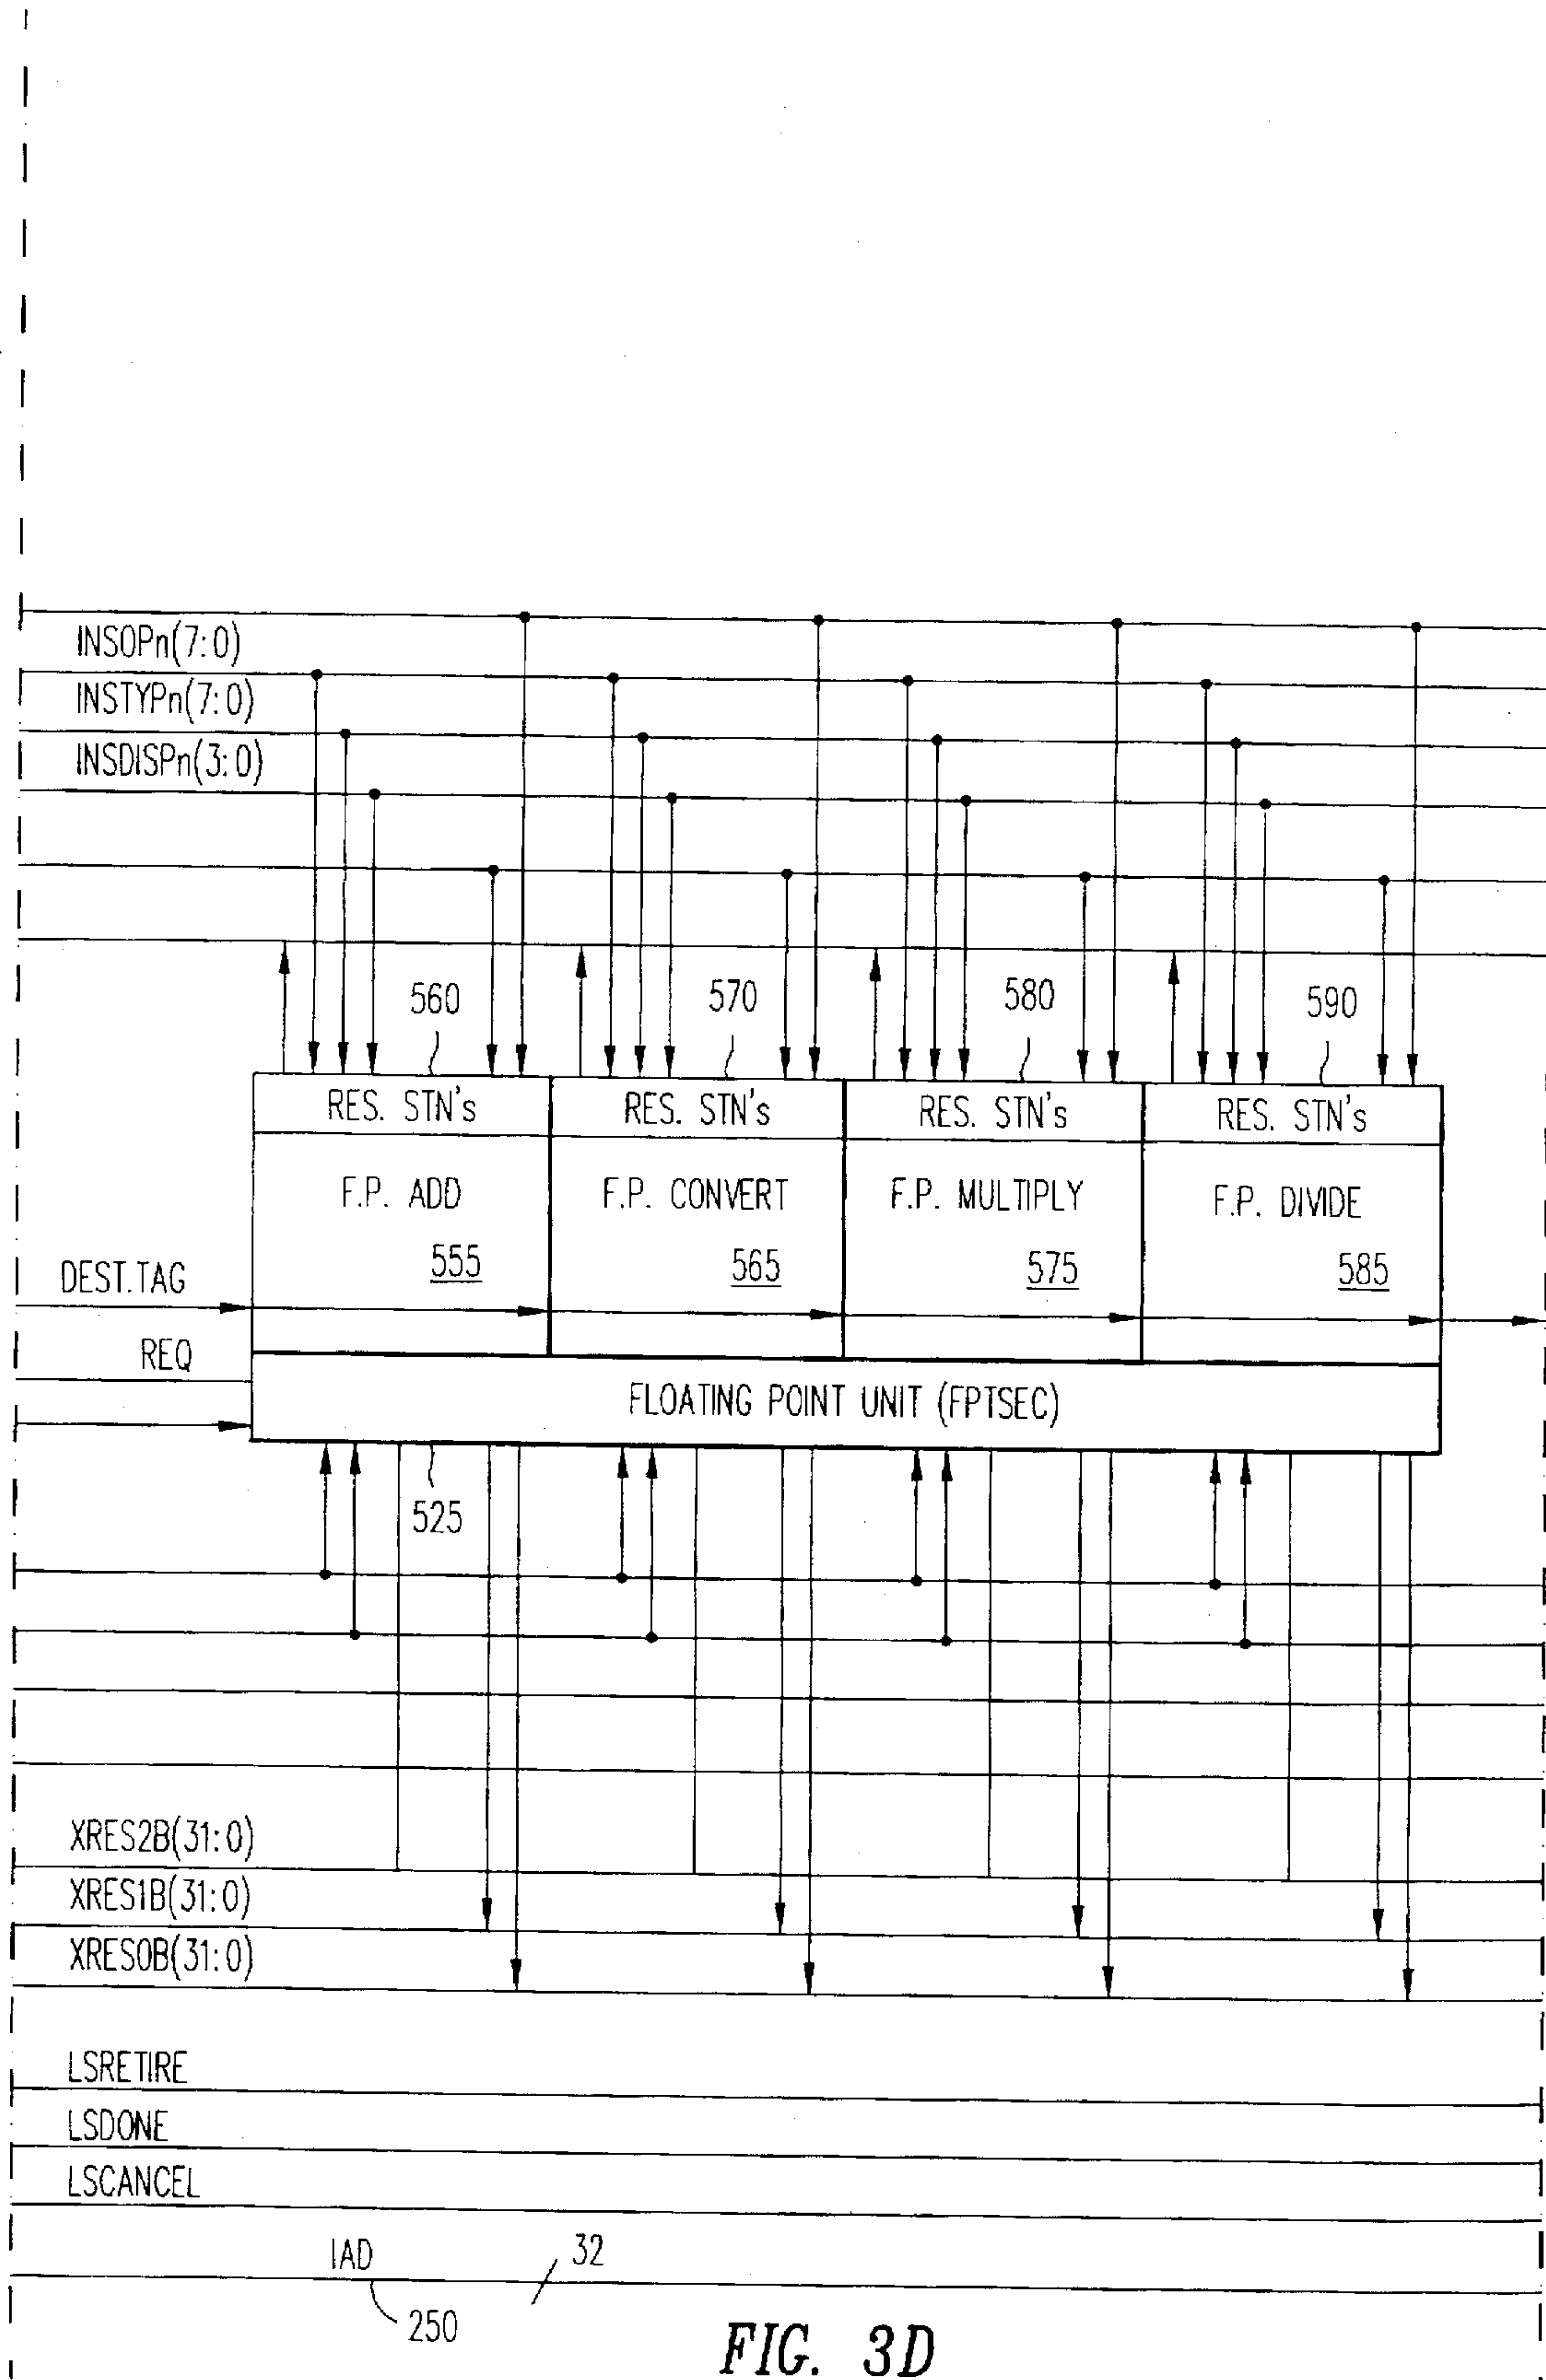 INSOPn(7:0)
INSTYPn(7:0)
INSDISPn(3:0)
560 570 580 590
RES. STN's RES. STN's RES. STN's RES. STN's
F.P. ADD F.P. CONVERT F.P. MULTIPLY F.P. DIVIDE
555 565 575 585
DEST.TAG
REQ
FLOATING POINT UNIT (FPTSEC)
525
XRES2B(31:0)
XRES1B(31:0)
XRES0B(31:0)
LSRETIRE
LSDONE
LSCANCEL
IAD 32
250
FIG. 3D